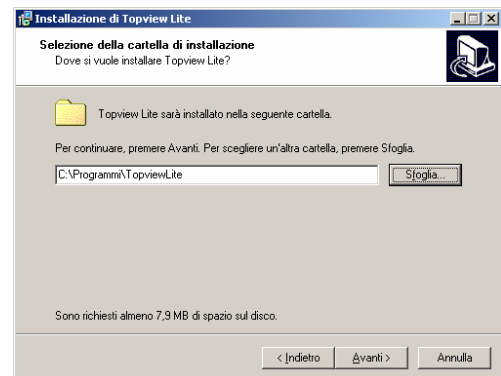 Installazione di Topview Lite
Selezione della cartella di installazione
Dove si vuole installare Topview Lite?
Topview Lite sarà installato nella seguente cartella.
Per continuare, premere Avanti. Per scegliere un'altra cartella, premere Sfoglia.
C:\Programmi\TopviewLite
Sfoglia...
Sono richiesti almeno 7,9 MB di spazio sul disco.
< Indietro
Avanti >
Annulla